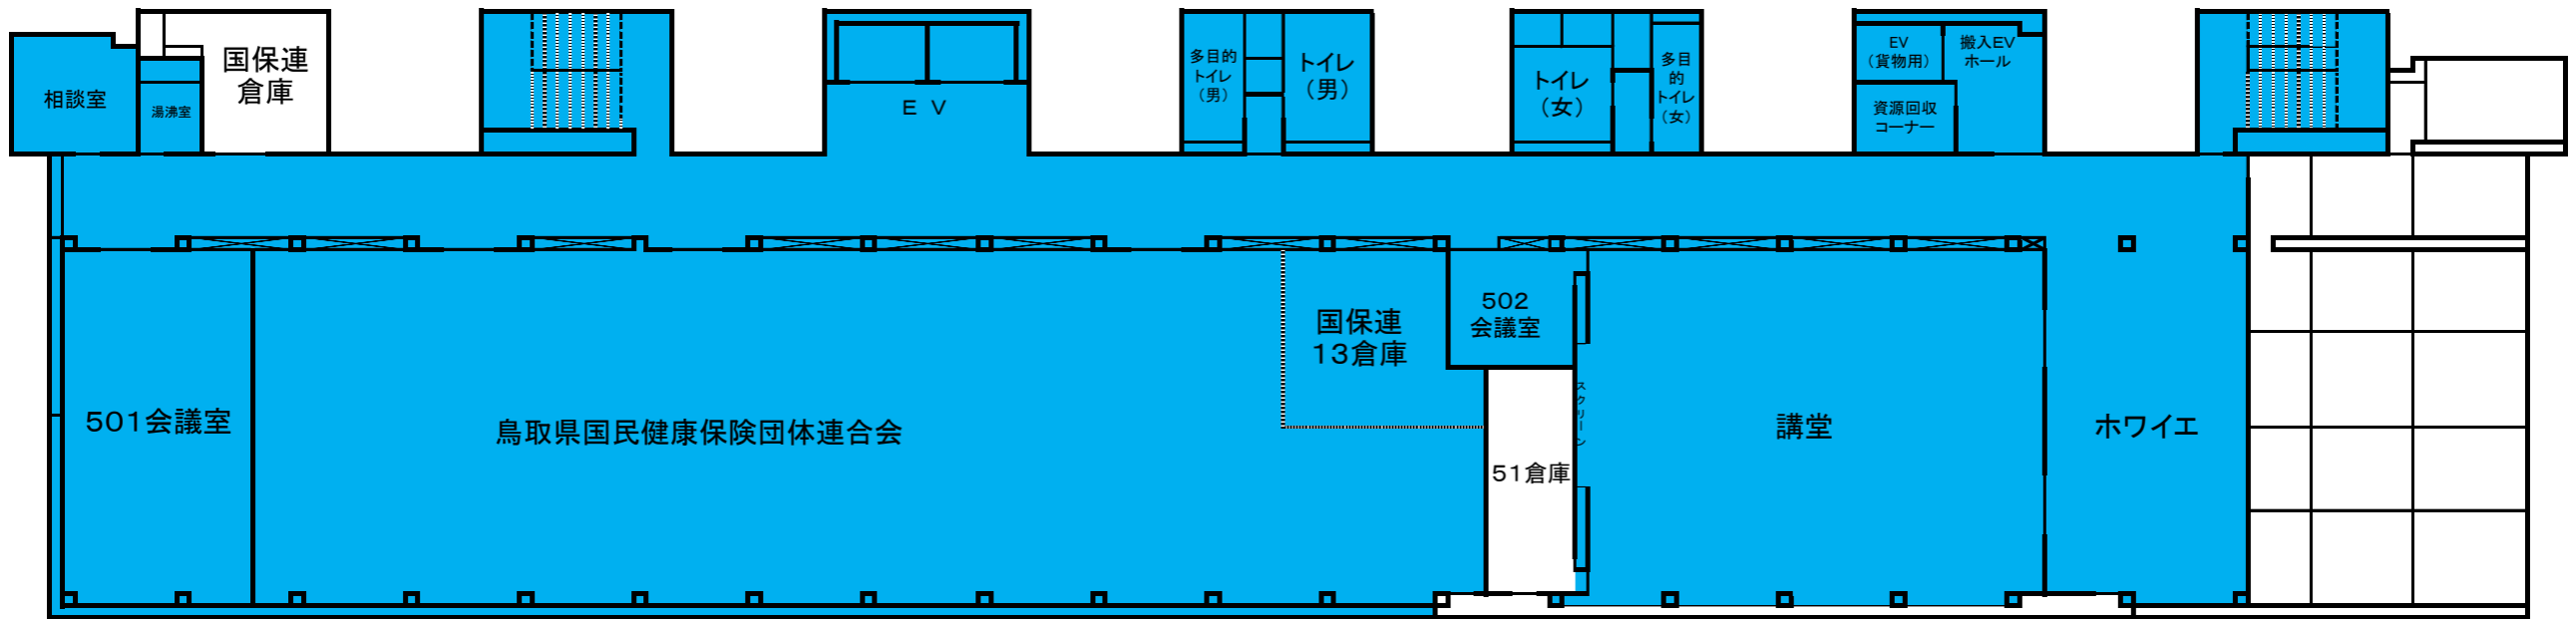 相談室
湯沸室
国保連
倉庫
ＥＶ
多目的
トイレ
（男）
トイレ
（男）
トイレ
（女）
多目
的
トイレ
（女）
EV
（貨物用）
搬入EV
ホール
資源回収
コーナー
501会議室
鳥取県国民健康保険団体連合会
国保連
13倉庫
502
会議室
51倉庫
スクリーン
講堂
ホワイエ